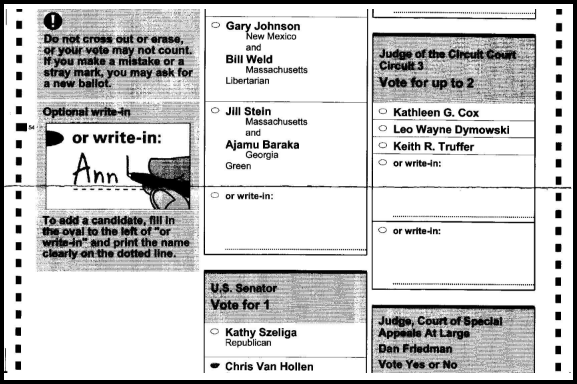 Do not cross out or erase,
or your vote may not count.
If you make a mistake or a
stray mark, you may ask for
a new ballot.
Optional write-in
54
or write-in:
Ann L
To add a candidate, fill in
the oval to the left of "or
write-in" and print the name
clearly on the dotted line.
Gary Johnson
New Mexico
and
Bill Weld
Massachusetts
Libertarian
Jill Stein
Massachusetts
and
Ajamu Baraka
Georgia
Green
or write-in:
U.S. Senator
Vote for 1
Kathy Szeliga
Republican
Chris Van Hollen
Judge of the Circuit Court
Circuit 3
Vote for up to 2
Kathleen G. Cox
Leo Wayne Dymowski
Keith R. Truffer
or write-in:
or write-in:
Judge, Court of Special
Appeals At Large
Dan Friedman
Vote Yes or No